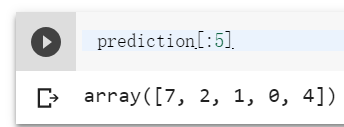 prediction[:5]
array([7, 2, 1, 0, 4])